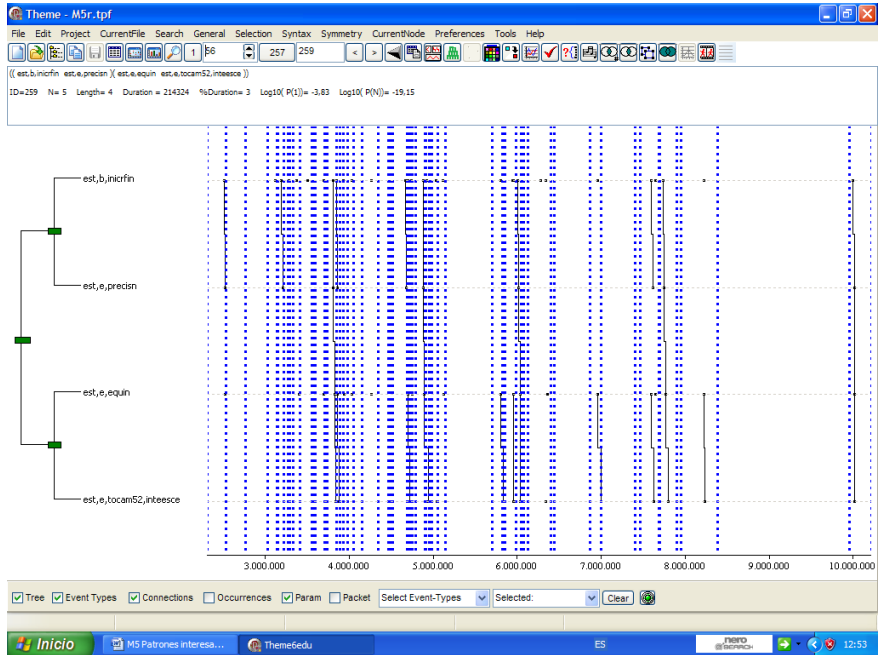 Theme - M5r.tpf
File Edit Project CurrentFile Search General Selection Syntax Symmetry CurrentNode Preferences Tools Help
1 56 257 259 < >
(( est,b,inicrfin est,e,precisn )( est,e,equin est,e,tocam52,inteesce ))
ID=259 N= 5 Length= 4 Duration = 214324 %Duration= 3 Log10( P(1))= -3,83 Log10( P(N))= -19,15
est,b,inicrfin
est,e,precisn
est,e,equin
est,e,tocam52,inteesce
3.000.000 4.000.000 5.000.000 6.000.000 7.000.000 8.000.000 9.000.000 10.000.000
Tree Event Types Connections Occurrences Param Packet Select Event-Types Selected: Clear
Inicio M5 Patrones interesa... Theme6edu ES nero SEARCH 12:53